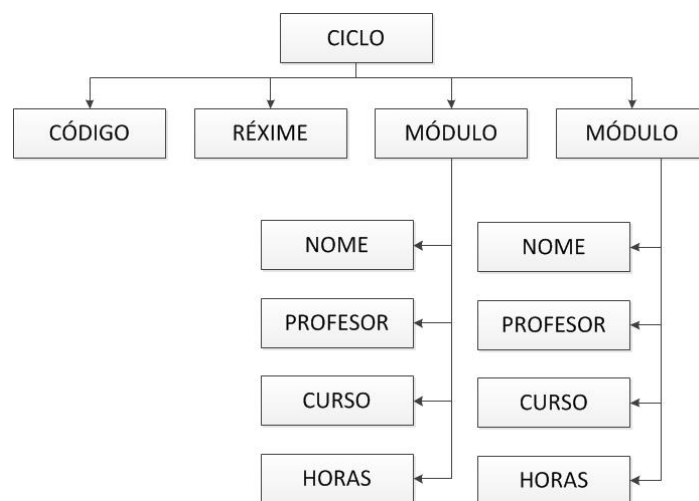 CICLO
CÓDIGO
RÉXIME
MÓDULO
MÓDULO
NOME
NOME
PROFESOR
PROFESOR
CURSO
CURSO
HORAS
HORAS